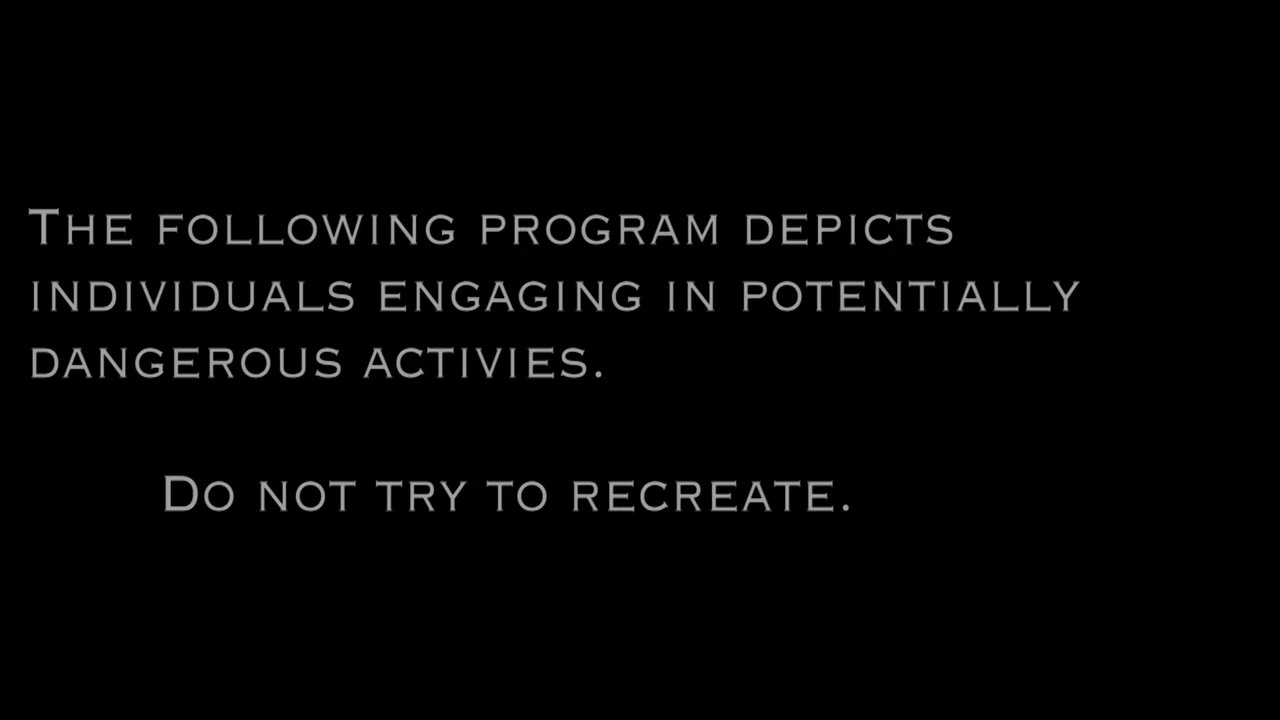 The following program depicts
individuals engaging in potentially
dangerous activies.
Do not try to recreate.